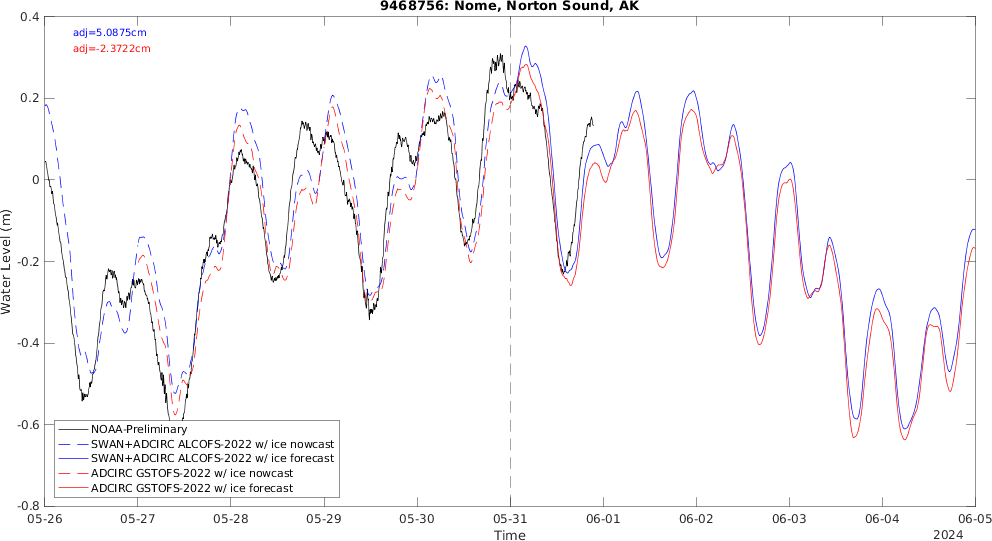 9468756: Nome, Norton Sound, AK
adj=5.0875cm
adj=-2.3722cm
Water Level (m)
0.4
0.2
0
-0.2
-0.4
-0.6
-0.8
NOAA-Preliminary
SWAN+ADCIRC ALCOFS-2022 w/ ice nowcast
SWAN+ADCIRC ALCOFS-2022 w/ ice forecast
ADCIRC GSTOFS-2022 w/ ice nowcast
ADCIRC GSTOFS-2022 w/ ice forecast
05-26 05-27 05-28 05-29 05-30 05-31 06-01 06-02 06-03 06-04 06-05
Time
2024